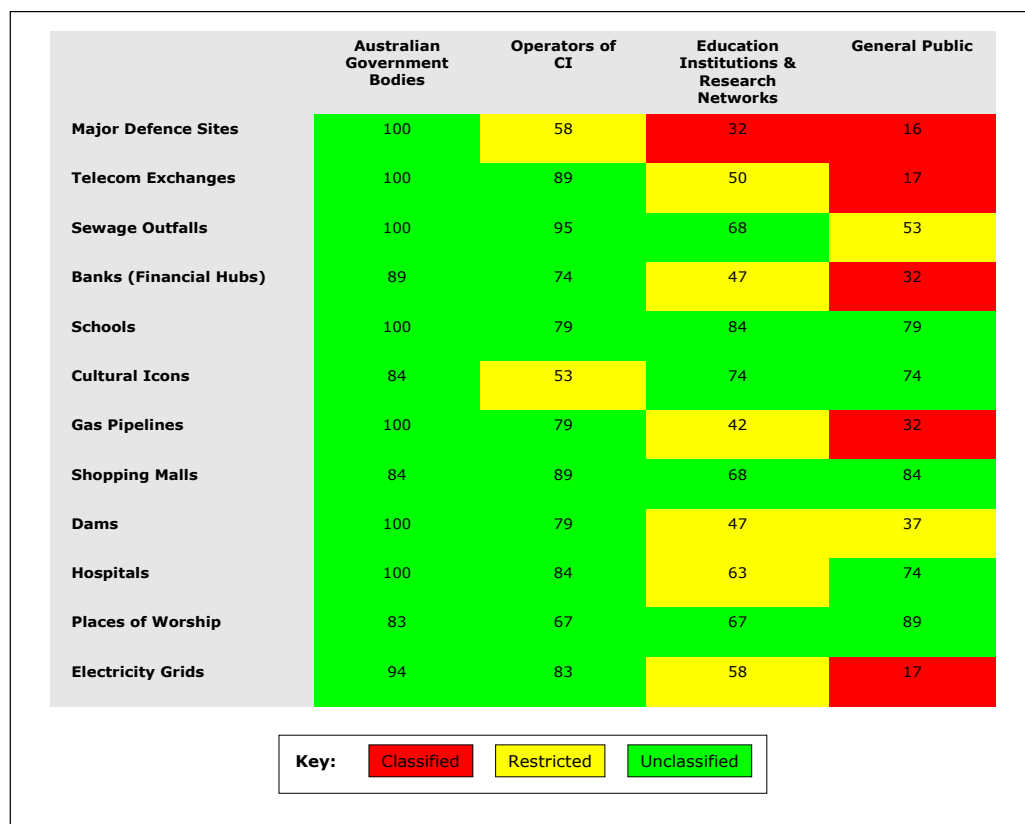 Australian Government Bodies Operators of CI Education Institutions & Research Networks General Public
Major Defence Sites 100 58 32 16
Telecom Exchanges 100 89 50 17
Sewage Outfalls 100 95 68 53
Banks (Financial Hubs) 89 74 47 32
Schools 100 79 84 79
Cultural Icons 84 53 74 74
Gas Pipelines 100 79 42 32
Shopping Malls 84 89 68 84
Dams 100 79 47 37
Hospitals 100 84 63 74
Places of Worship 83 67 67 89
Electricity Grids 94 83 58 17
Key: Classified Restricted Unclassified